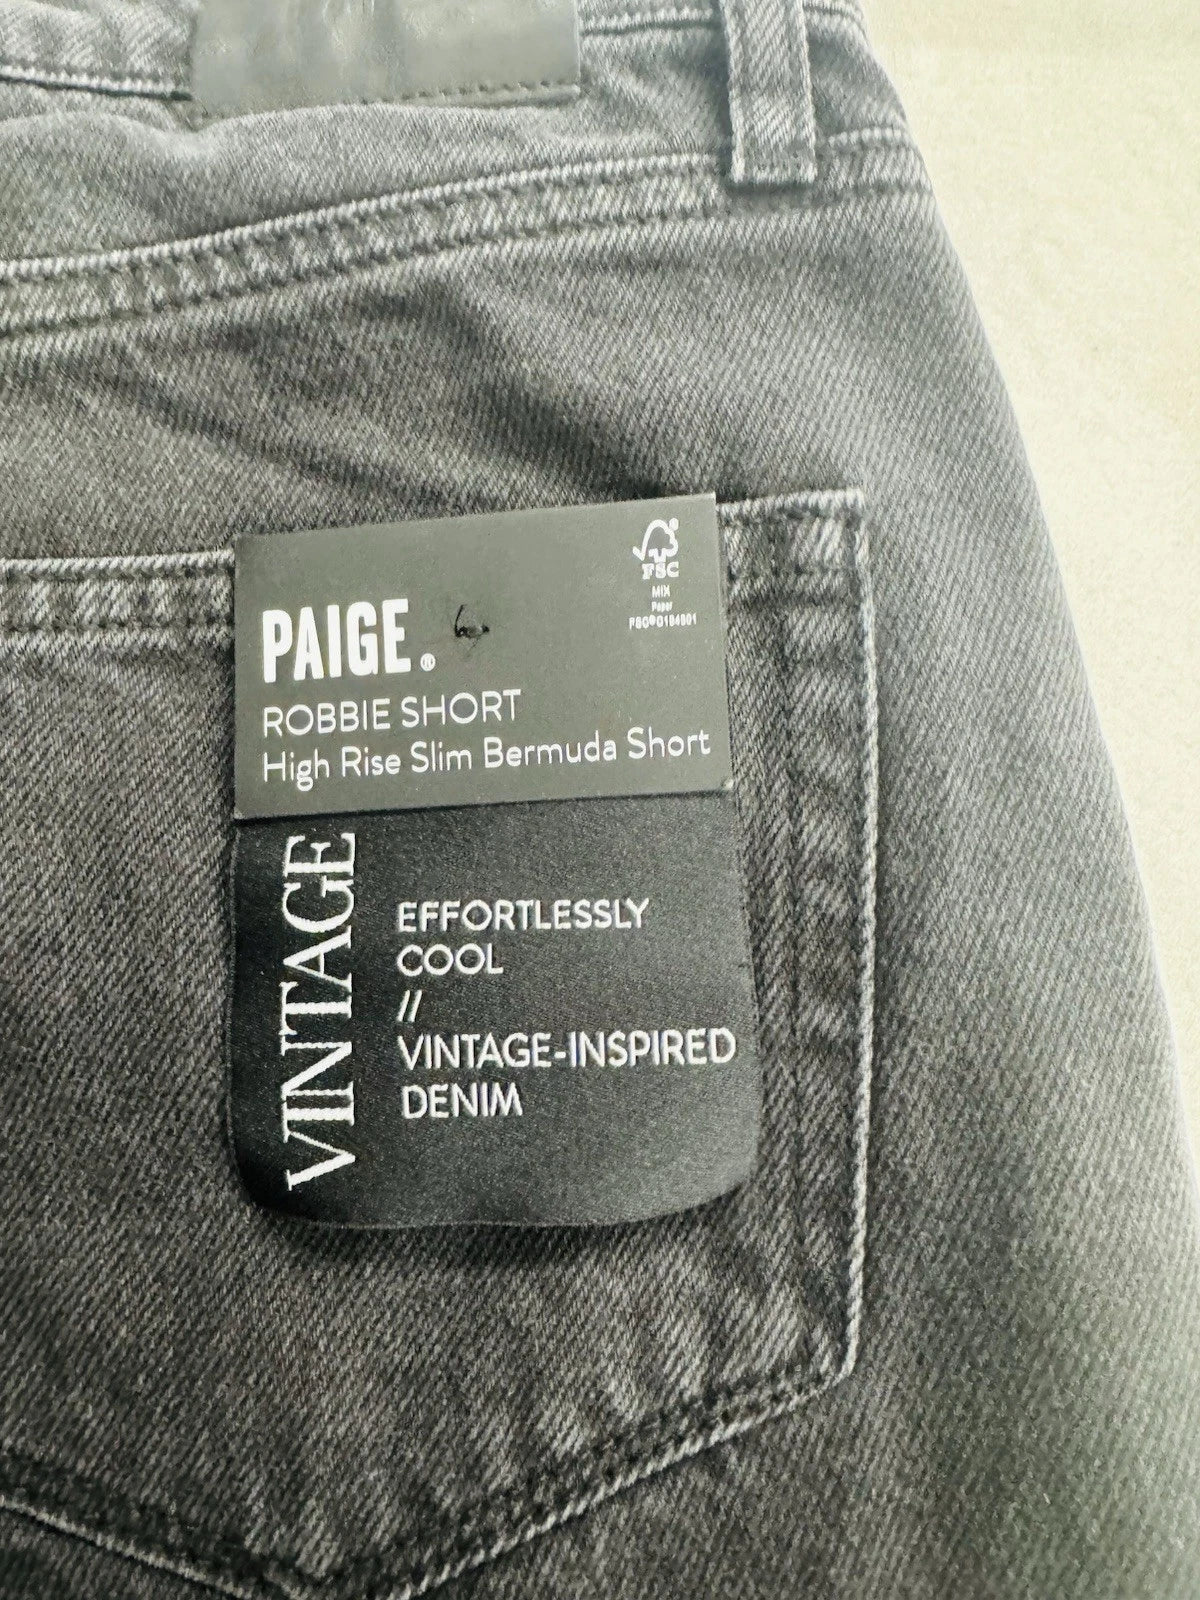 PAIGE.®
ROBBIE SHORT
High Rise Slim Bermuda Short
FSC®
MIX
Paper
VINTAGE
EFFORTLESSLY
COOL
//
VINTAGE-INSPIRED
DENIM